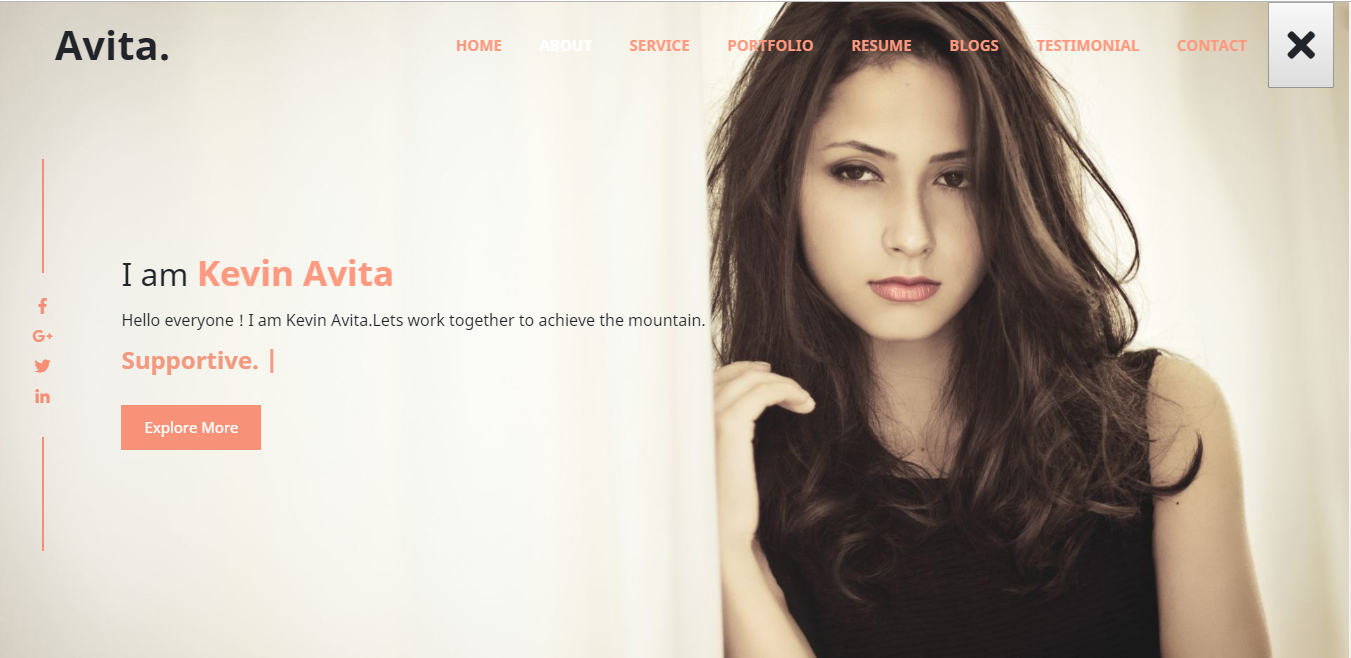 Avita.
HOME ABOUT SERVICE PORTFOLIO RESUME BLOGS TESTIMONIAL CONTACT
I am Kevin Avita
Hello everyone ! I am Kevin Avita.Lets work together to achieve the mountain.
Supportive. |
Explore More